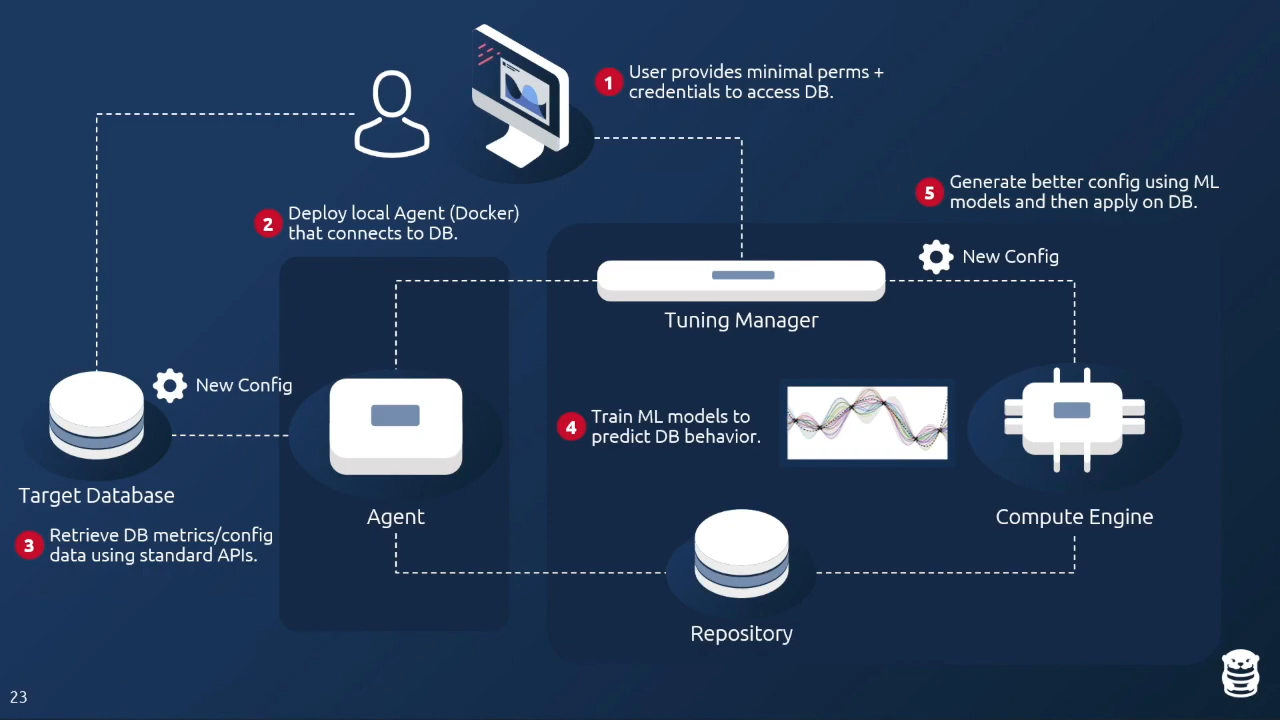 1 User provides minimal perms +
credentials to access DB.
5 Generate better config using ML
models and then apply on DB.
2 Deploy local Agent (Docker)
that connects to DB.
New Config
Tuning Manager
New Config
4 Train ML models to
predict DB behavior.
Target Database
Agent
Compute Engine
3 Retrieve DB metrics/config
data using standard APIs.
Repository
23